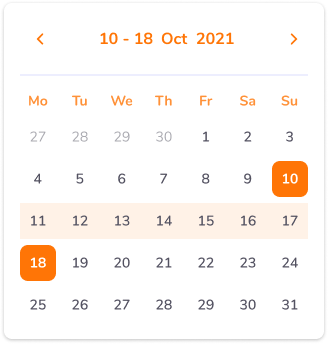 10 - 18 Oct 2021
Mo Tu We Th Fr Sa Su
27 28 29 30 1 2 3
4 5 6 7 8 9 10
11 12 13 14 15 16 17
18 19 20 21 22 23 24
25 26 27 28 29 30 31